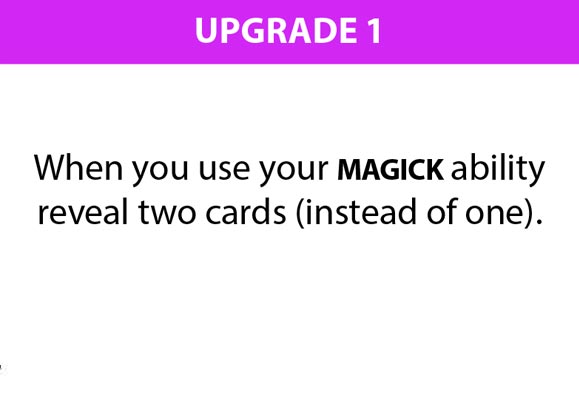 UPGRADE 1
When you use your MAGICK ability
reveal two cards (instead of one).